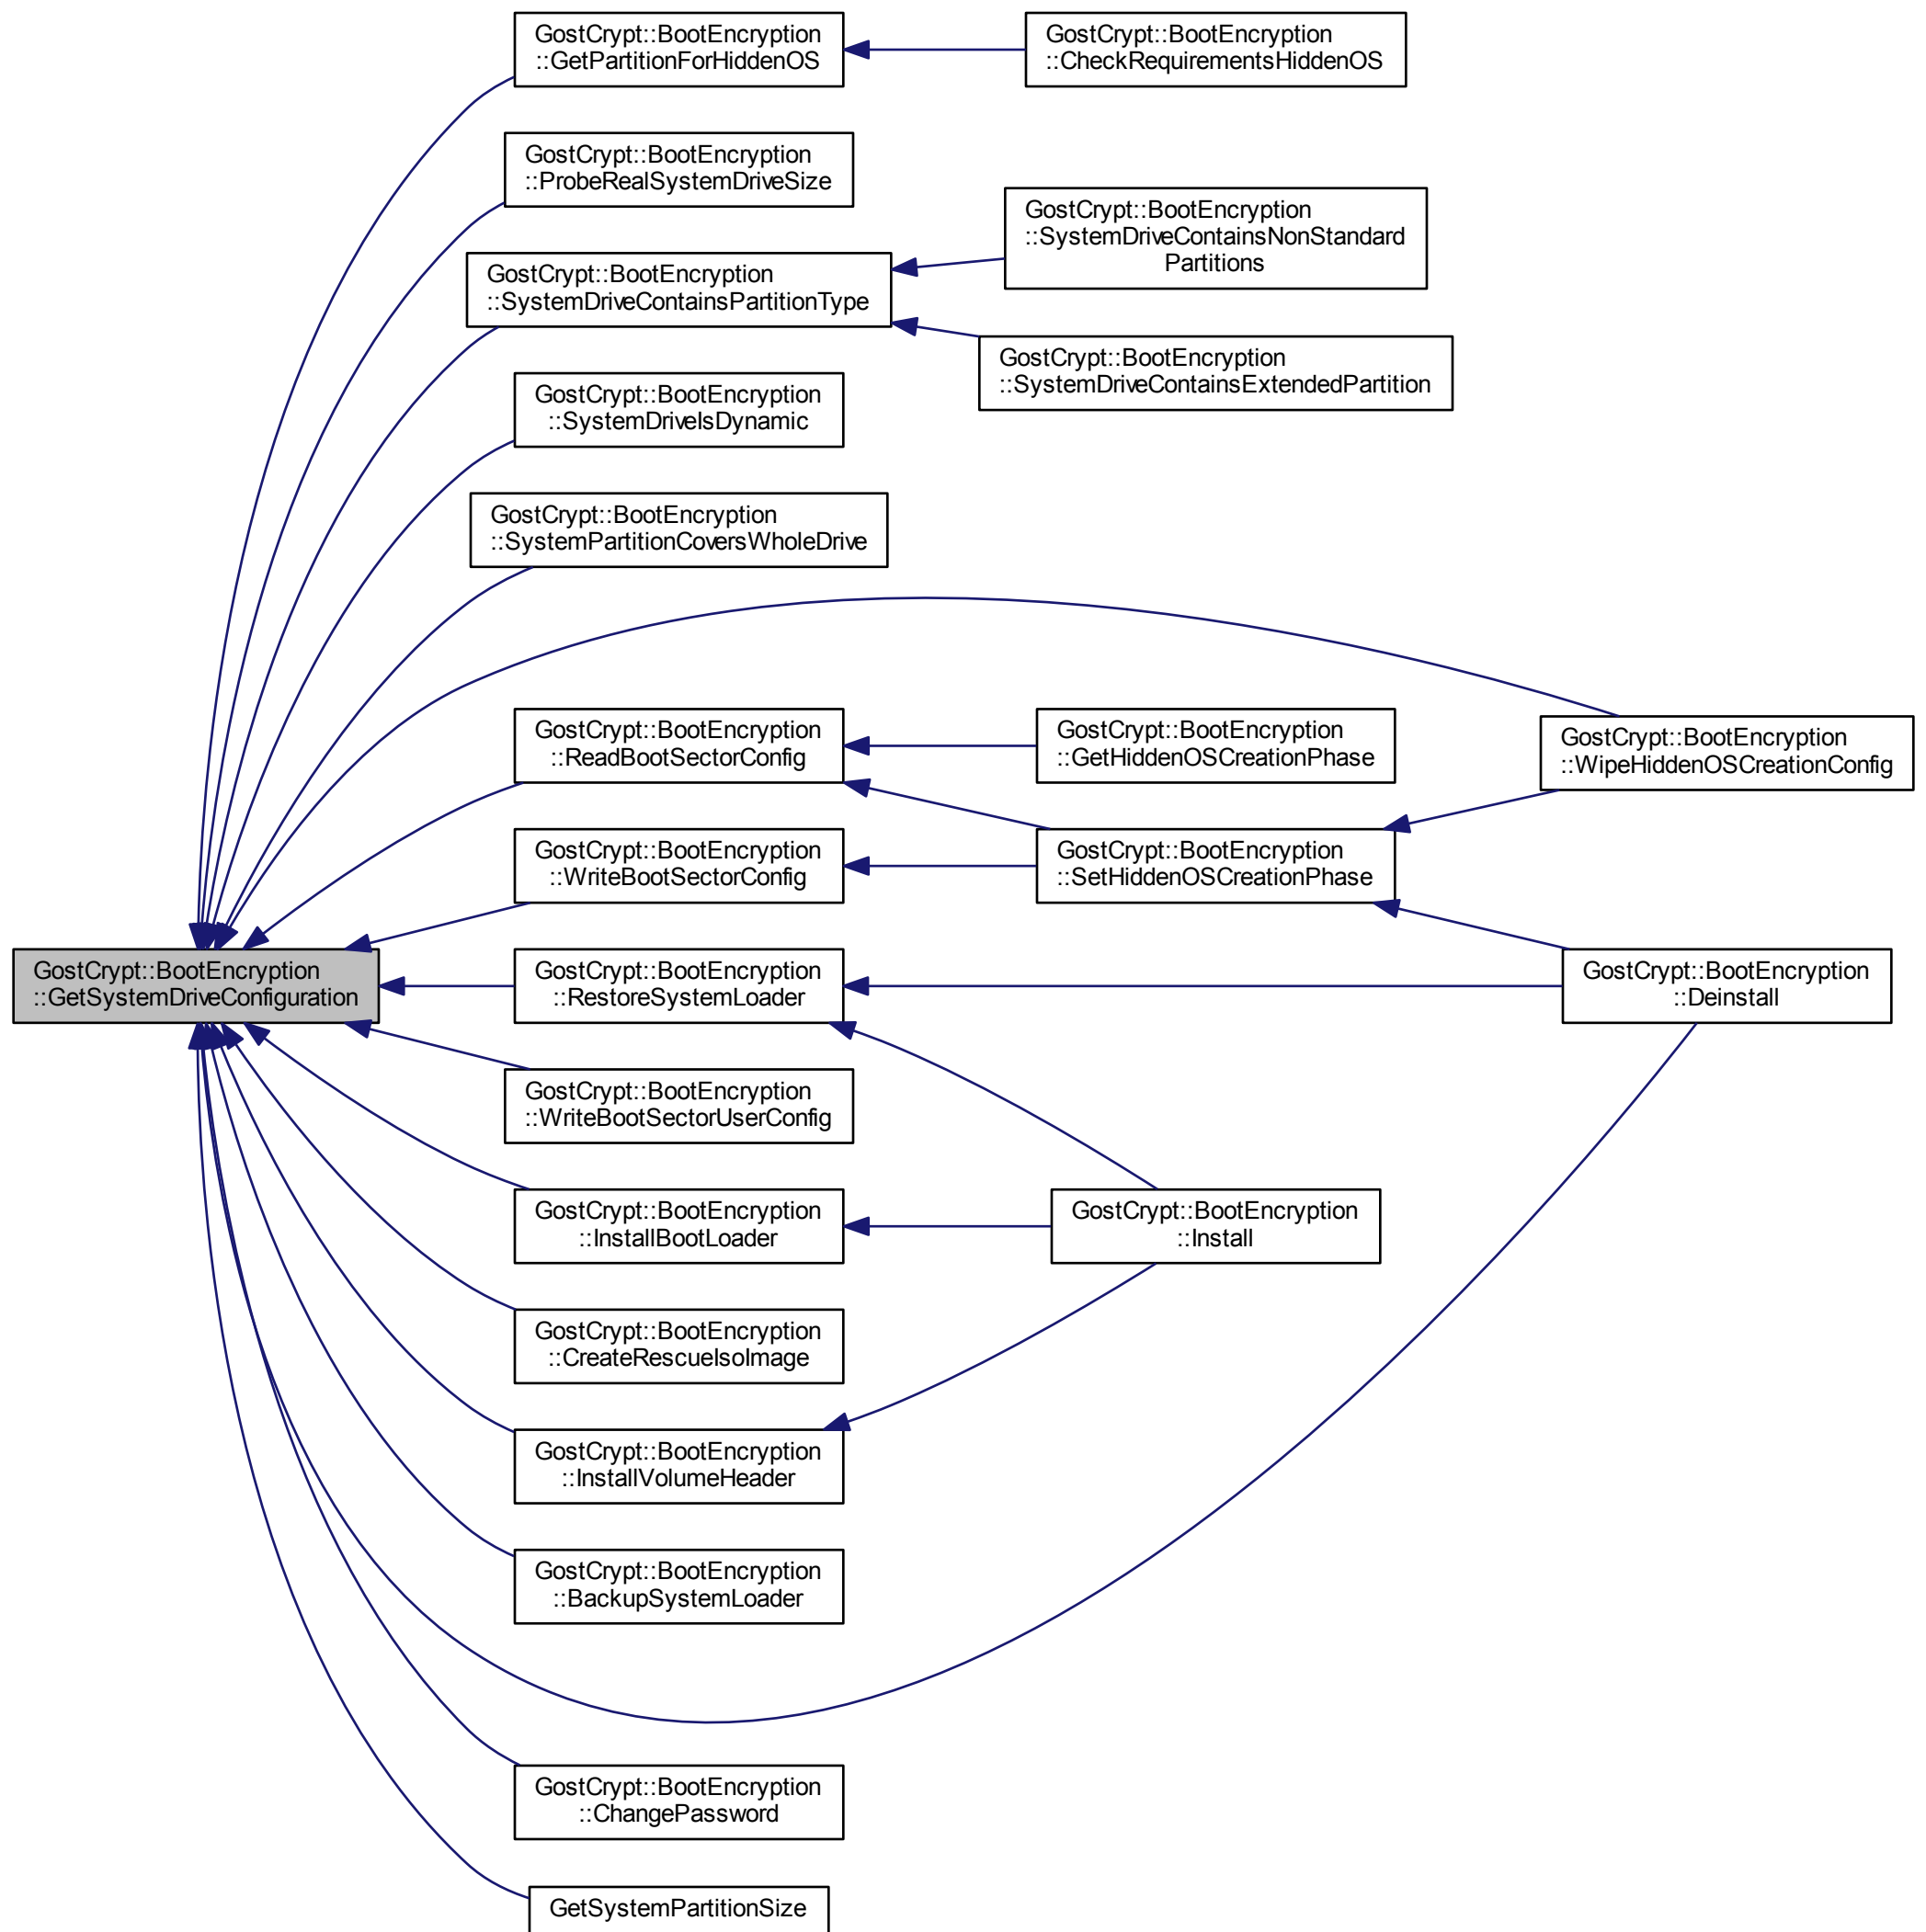 GostCrypt::BootEncryption
::GetPartitionForHiddenOS
GostCrypt::BootEncryption
::CheckRequirementsHiddenOS
GostCrypt::BootEncryption
::ProbeRealSystemDriveSize
GostCrypt::BootEncryption
::SystemDriveContainsNonStandard
Partitions
GostCrypt::BootEncryption
::SystemDriveContainsPartitionType
GostCrypt::BootEncryption
::SystemDriveContainsExtendedPartition
GostCrypt::BootEncryption
::SystemDriveIsDynamic
GostCrypt::BootEncryption
::SystemPartitionCoversWholeDrive
GostCrypt::BootEncryption
::ReadBootSectorConfig
GostCrypt::BootEncryption
::GetHiddenOSCreationPhase
GostCrypt::BootEncryption
::WipeHiddenOSCreationConfig
GostCrypt::BootEncryption
::WriteBootSectorConfig
GostCrypt::BootEncryption
::SetHiddenOSCreationPhase
GostCrypt::BootEncryption
::GetSystemDriveConfiguration
GostCrypt::BootEncryption
::RestoreSystemLoader
GostCrypt::BootEncryption
::Deinstall
GostCrypt::BootEncryption
::WriteBootSectorUserConfig
GostCrypt::BootEncryption
::InstallBootLoader
GostCrypt::BootEncryption
::Install
GostCrypt::BootEncryption
::CreateRescueIsoImage
GostCrypt::BootEncryption
::InstallVolumeHeader
GostCrypt::BootEncryption
::BackupSystemLoader
GostCrypt::BootEncryption
::ChangePassword
GetSystemPartitionSize